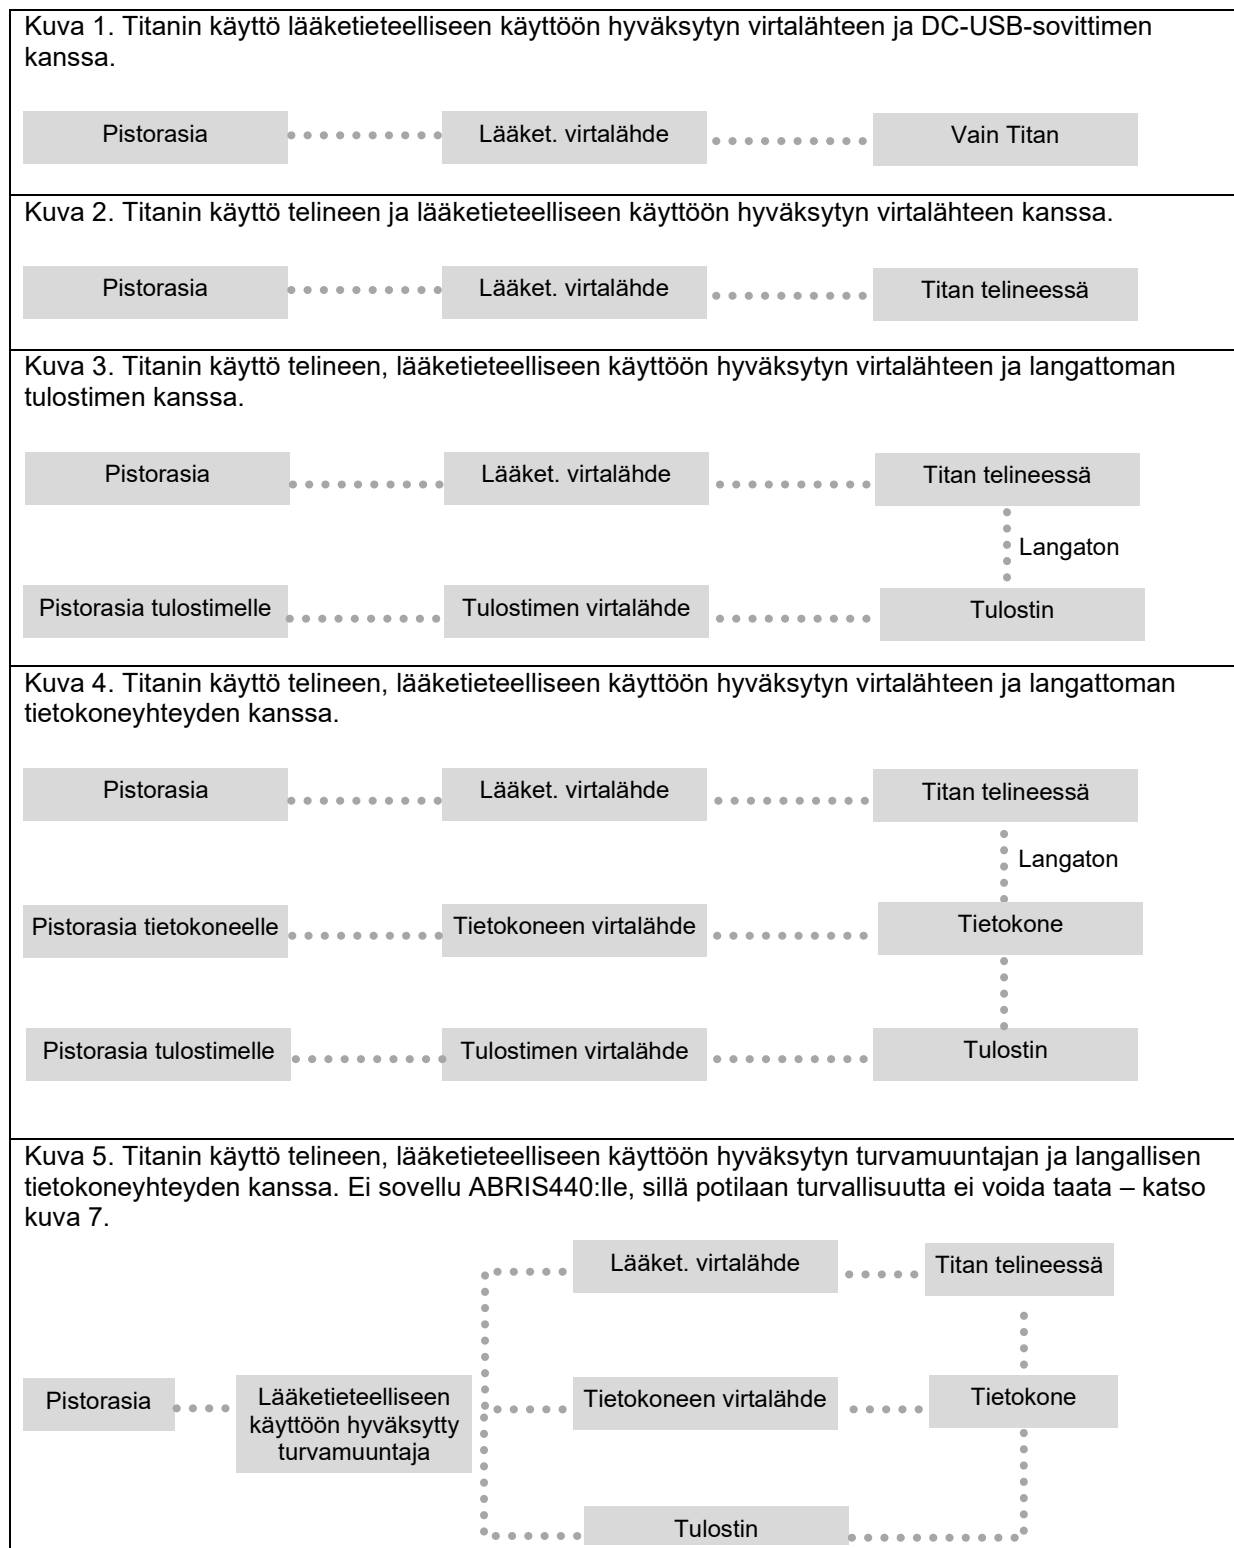 Kuva 1. Titanin käyttö lääketieteelliseen käyttöön hyväksytyn virtalähteen ja DC-USB-sovittimen
kanssa.
Pistorasia
Lääket. virtalähde
Vain Titan
Kuva 2. Titanin käyttö telineen ja lääketieteelliseen käyttöön hyväksytyn virtalähteen kanssa.
Pistorasia
Lääket. virtalähde
Titan telineessä
Kuva 3. Titanin käyttö telineen, lääketieteelliseen käyttöön hyväksytyn virtalähteen ja langattoman
tulostimen kanssa.
Pistorasia
Lääket. virtalähde
Titan telineessä
Langaton
Pistorasia tulostimelle
Tulostimen virtalähde
Tulostin
Kuva 4. Titanin käyttö telineen, lääketieteelliseen käyttöön hyväksytyn virtalähteen ja langattoman
tietokoneyhteyden kanssa.
Pistorasia
Lääket. virtalähde
Titan telineessä
Langaton
Pistorasia tietokoneelle
Tietokoneen virtalähde
Tietokone
Pistorasia tulostimelle
Tulostimen virtalähde
Tulostin
Kuva 5. Titanin käyttö telineen, lääketieteelliseen käyttöön hyväksytyn turvamuuntajan ja langallisen
tietokoneyhteyden kanssa. Ei sovellu ABRIS440:lle, sillä potilaan turvallisuutta ei voida taata – katso
kuva 7.
Lääket. virtalähde
Titan telineessä
Pistorasia
Lääketieteelliseen
käyttöön hyväksytty
turvamuuntaja
Tietokoneen virtalähde
Tietokone
Tulostin